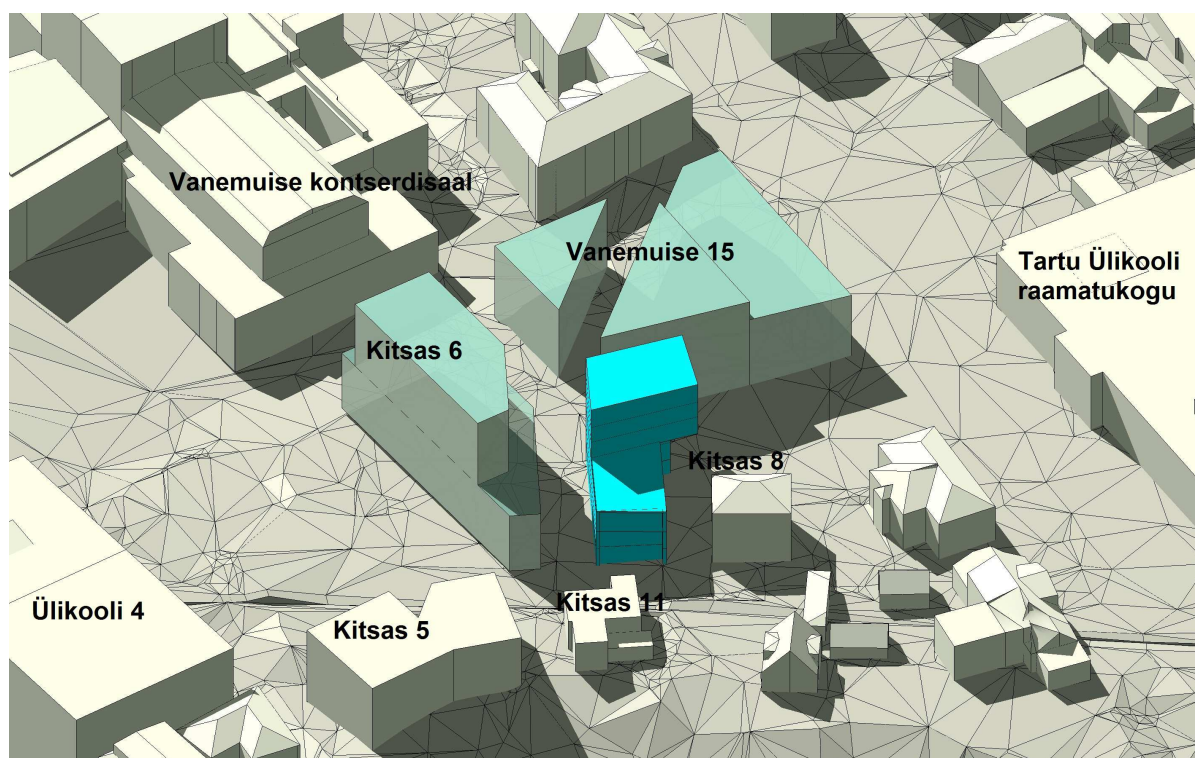 Vanemuise kontserdisaal
Vanemuise 15
Tartu Ülikooli
raamatukogu
Kitsas 6
Kitsas 8
Kitsas 11
Ülikooli 4
Kitsas 5